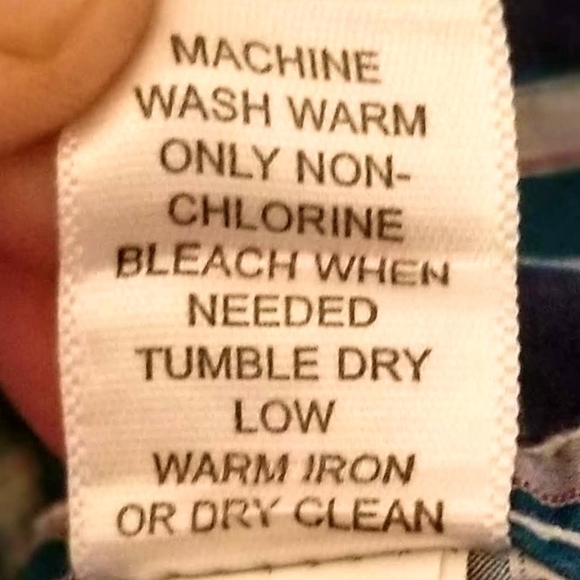 MACHINE
WASH WARM
ONLY NON-
CHLORINE
BLEACH WHEN
NEEDED
TUMBLE DRY
LOW
WARM IRON
OR DRY CLEAN